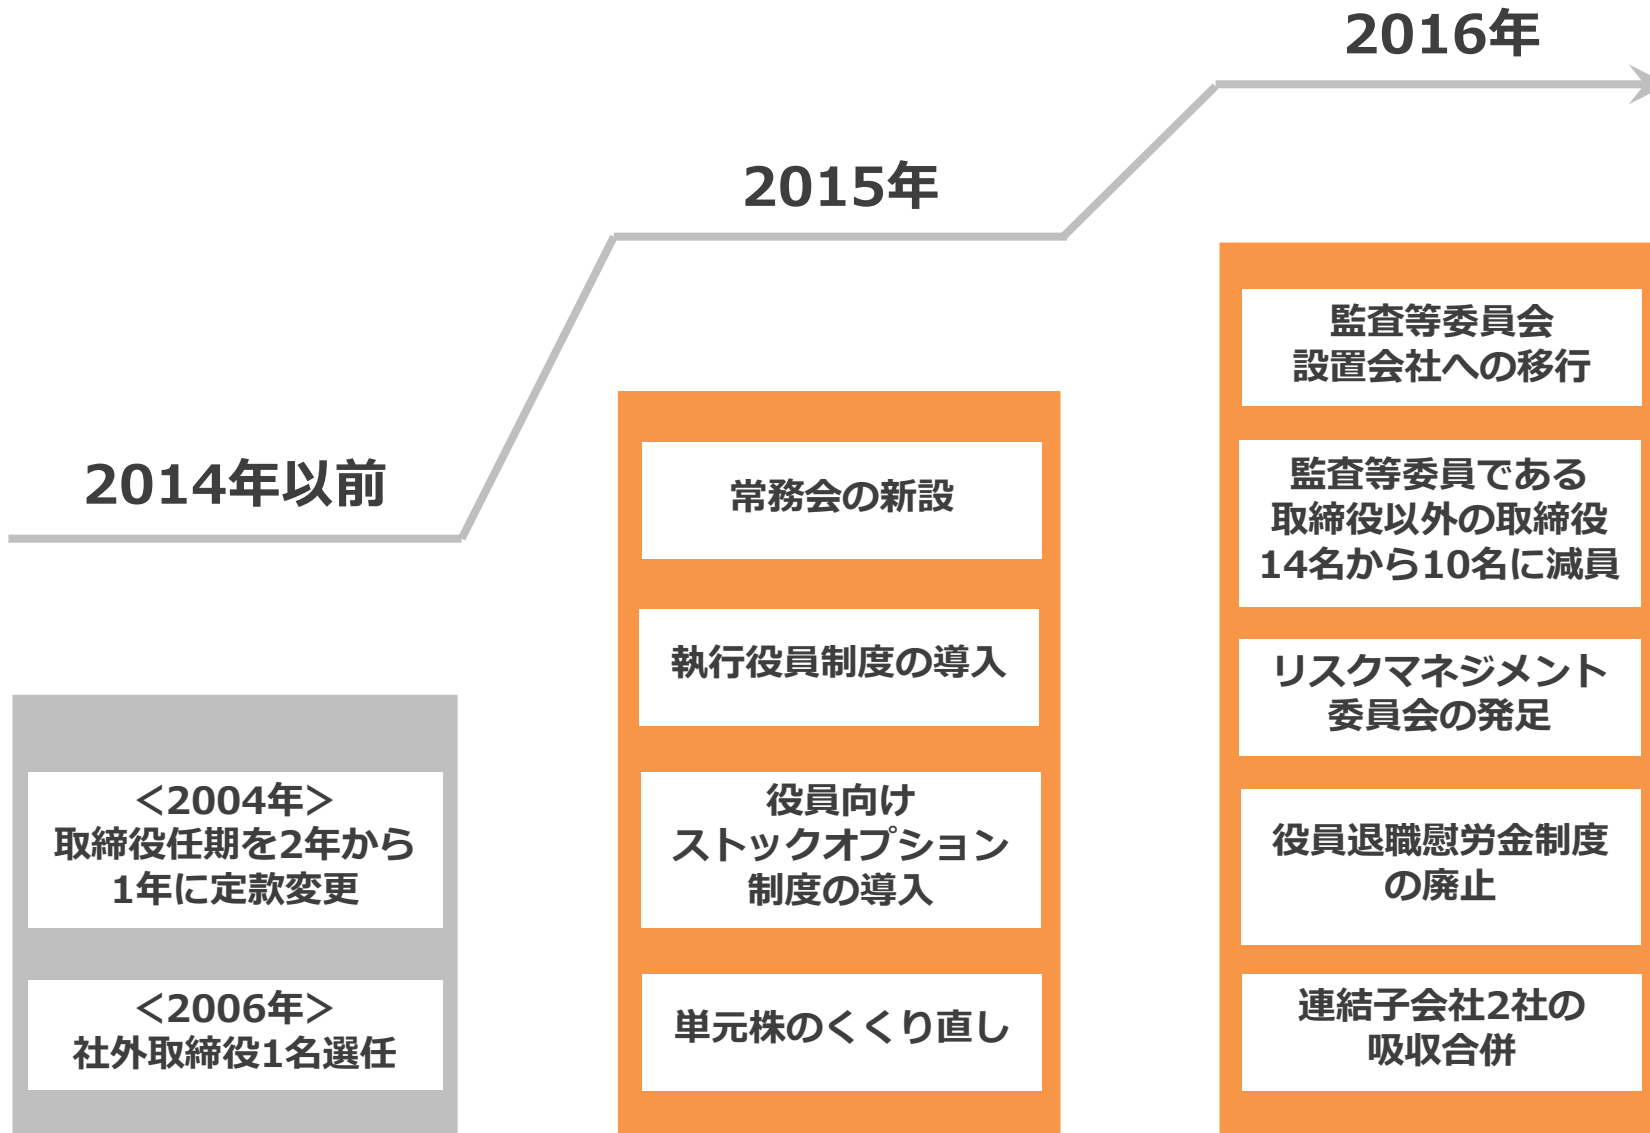 2014年以前
<2004年>
取締役任期を2年から
1年に定款変更
<2006年>
社外取締役1名選任
2015年
常務会の新設
執行役員制度の導入
役員向け
ストックオプション
制度の導入
単元株のくくり直し
2016年
監査等委員会
設置会社への移行
監査等委員である
取締役以外の取締役
14名から10名に減員
リスクマネジメント
委員会の発足
役員退職慰労金制度
の廃止
連結子会社2社の
吸収合併